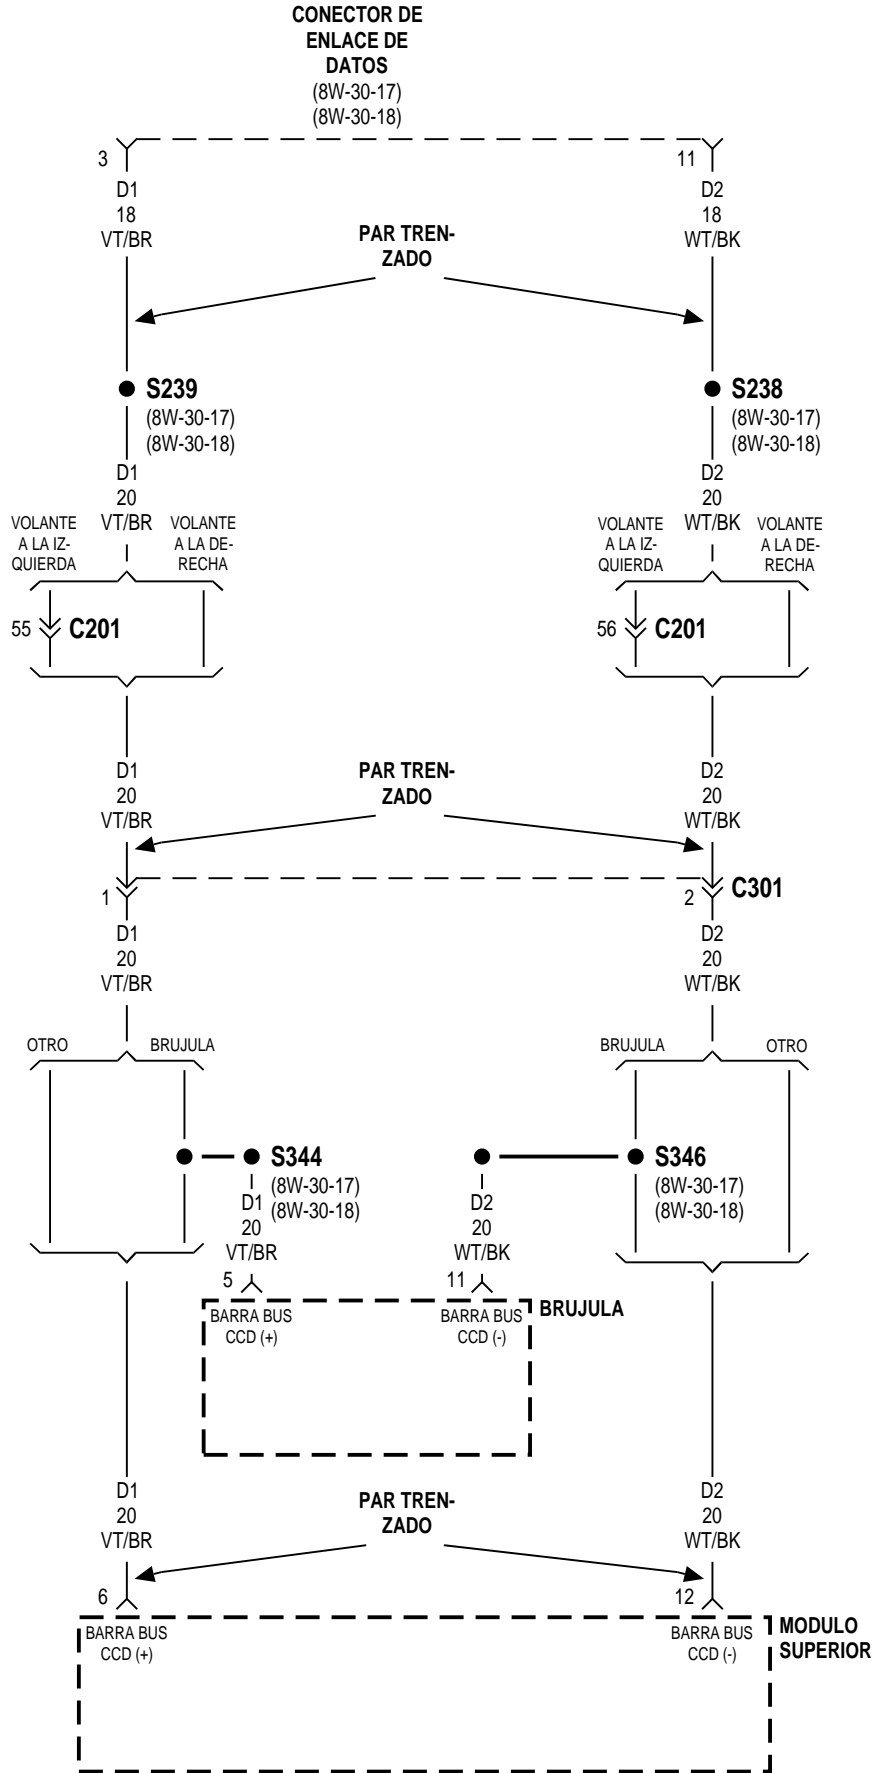 CONECTOR DE
ENLACE DE
DATOS
(8W-30-17)
(8W-30-18)
3
11
D1
18
VT/BR
D2
18
WT/BK
PAR TREN-
ZADO
S239
(8W-30-17)
(8W-30-18)
S238
(8W-30-17)
(8W-30-18)
D1
20
VT/BR
D2
20
WT/BK
VOLANTE
A LA IZ-
QUIERDA
VOLANTE
A LA DE-
RECHA
VOLANTE
A LA IZ-
QUIERDA
VOLANTE
A LA DE-
RECHA
55
C201
56
C201
D1
20
VT/BR
PAR TREN-
ZADO
D2
20
WT/BK
1
2
C301
D1
20
VT/BR
D2
20
WT/BK
OTRO
BRUJULA
BRUJULA
OTRO
S344
(8W-30-17)
(8W-30-18)
S346
(8W-30-17)
(8W-30-18)
D1
20
VT/BR
D2
20
WT/BK
5
11
BRUJULA
BARRA BUS
CCD (+)
BARRA BUS
CCD (-)
D1
20
VT/BR
PAR TREN-
ZADO
D2
20
WT/BK
6
12
BARRA BUS
CCD (+)
BARRA BUS
CCD (-)
MODULO
SUPERIOR